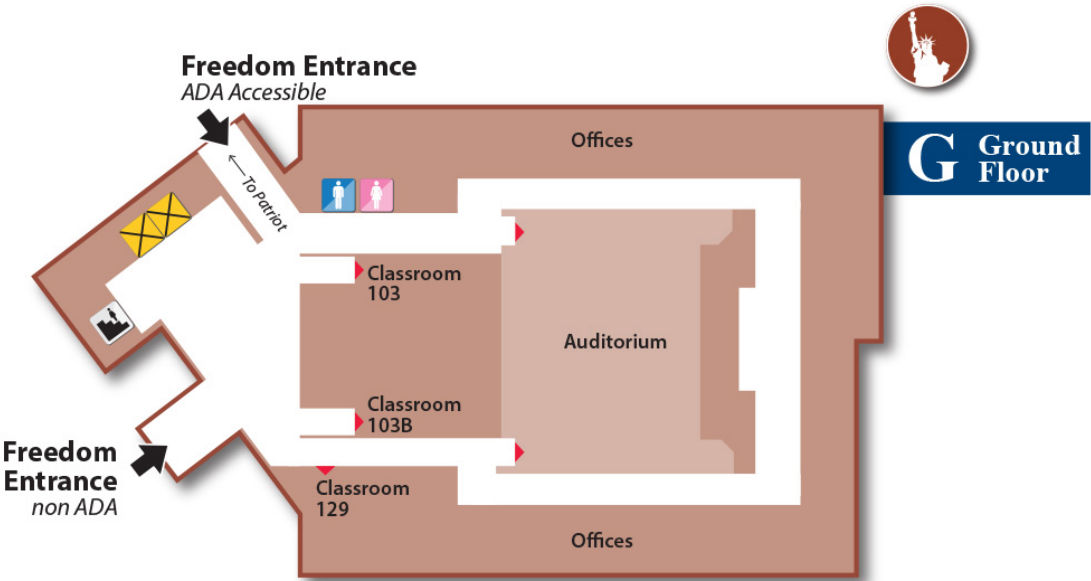 Freedom Entrance
ADA Accessible
Offices
G Ground
Floor
←To Patriot
Classroom
103
Auditorium
Classroom
103B
Freedom
Entrance
non ADA
Classroom
129
Offices